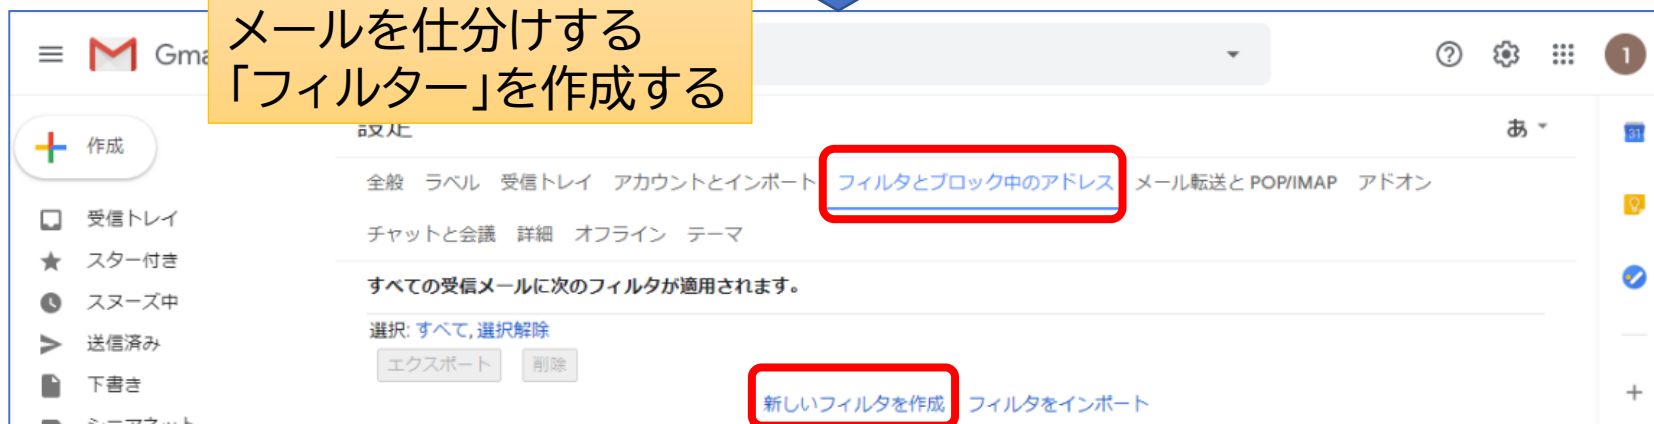 メールを仕分けする
「フィルター」を作成する
Gma
1
作成
設定
あ
31
全般 ラベル 受信トレイ アカウントとインポート フィルタとブロック中のアドレス メール転送と POP/IMAP アドオン
チャットと会議 詳細 オフライン テーマ
受信トレイ
スター付き
スヌーズ中
送信済み
下書き
シニアネット
すべての受信メールに次のフィルタが適用されます。
選択: すべて, 選択解除
エクスポート 削除
新しいフィルタを作成 フィルタをインポート